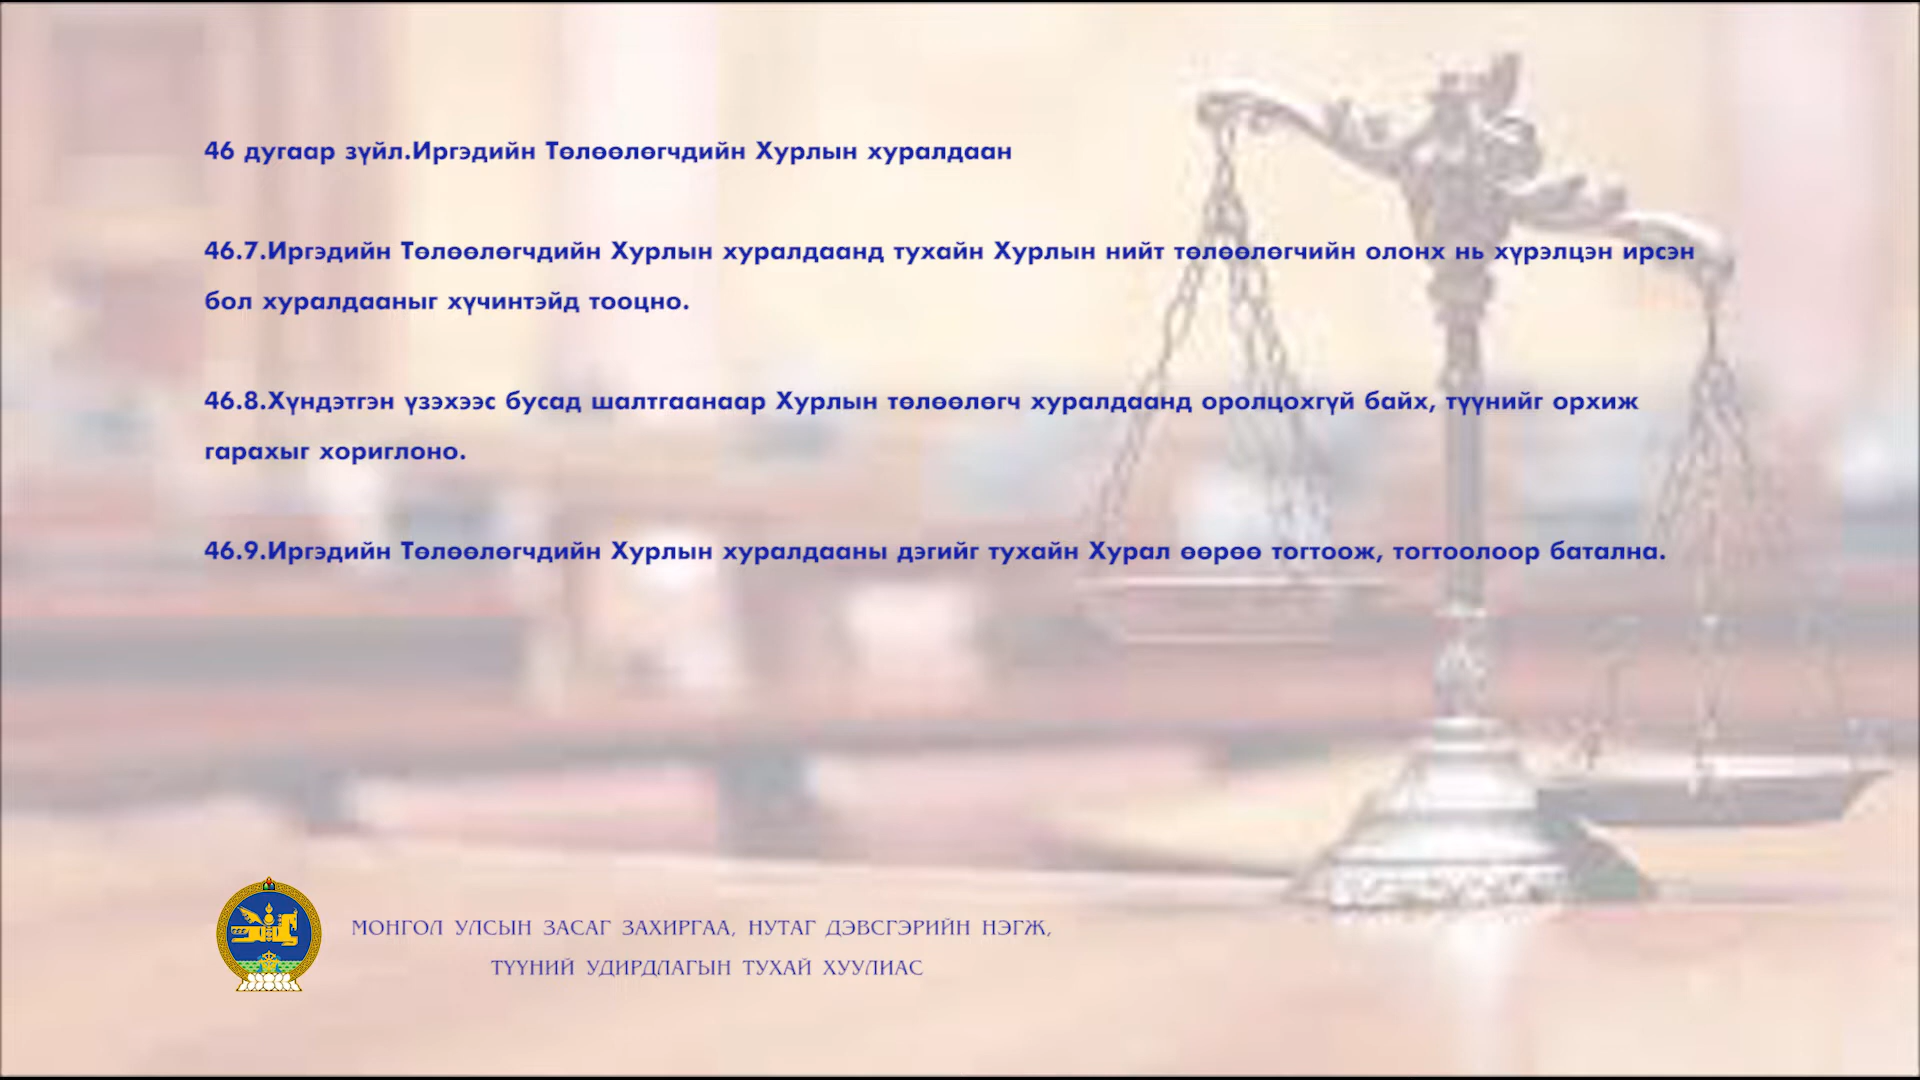 46 дугаар зүйл.Иргэдийн Төлөөлөгчдийн Хурлын хуралдаан
46.7.Иргэдийн Төлөөлөгчдийн Хурлын хуралдаанд тухайн Хурлын нийт төлөөлөгчийн олонх нь хүрэлцэн ирсэн
бол хуралдааныг хүчинтэйд тооцно.
46.8.Хүндэтгэн үзэхээс бусад шалтгаанаар Хурлын төлөөлөгч хуралдаанд оролцохгүй байх, түүнийг орхиж
гарахыг хориглоно.
46.9.Иргэдийн Төлөөлөгчдийн Хурлын хуралдааны дэгийг тухайн Хурал өөрөө тогтоож, тогтоолоор батална.
МОНГОЛ УЛСЫН ЗАСАГ ЗАХИРГАА, НУТАГ ДЭВСГЭРИЙН НЭГЖ,
ТҮҮНИЙ УДИРДЛАГЫН ТУХАЙ ХУУЛИАС